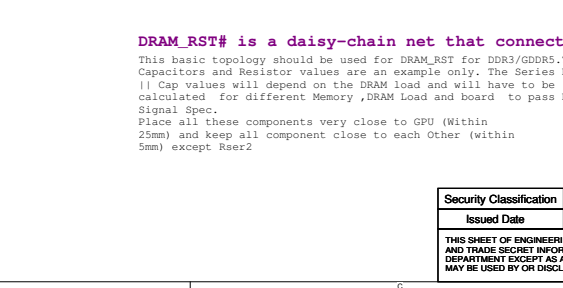 DRAM_RST# is a daisy-chain net that connect
This basic topology should be used for DRAM_RST for DDR3/GDDR5.
Capacitors and Resistor values are an example only. The Series
|| Cap values will depend on the DRAM load and will have to be
calculated for different Memory ,DRAM Load and board to pass
Signal Spec.
Place all these components very close to GPU (Within
25mm) and keep all component close to each Other (within
5mm) except Rser2
Security Classification
Issued Date
THIS SHEET OF ENGINEERI
AND TRADE SECRET INFOR
DEPARTMENT EXCEPT AS A
MAY BE USED BY OR DISCL
C